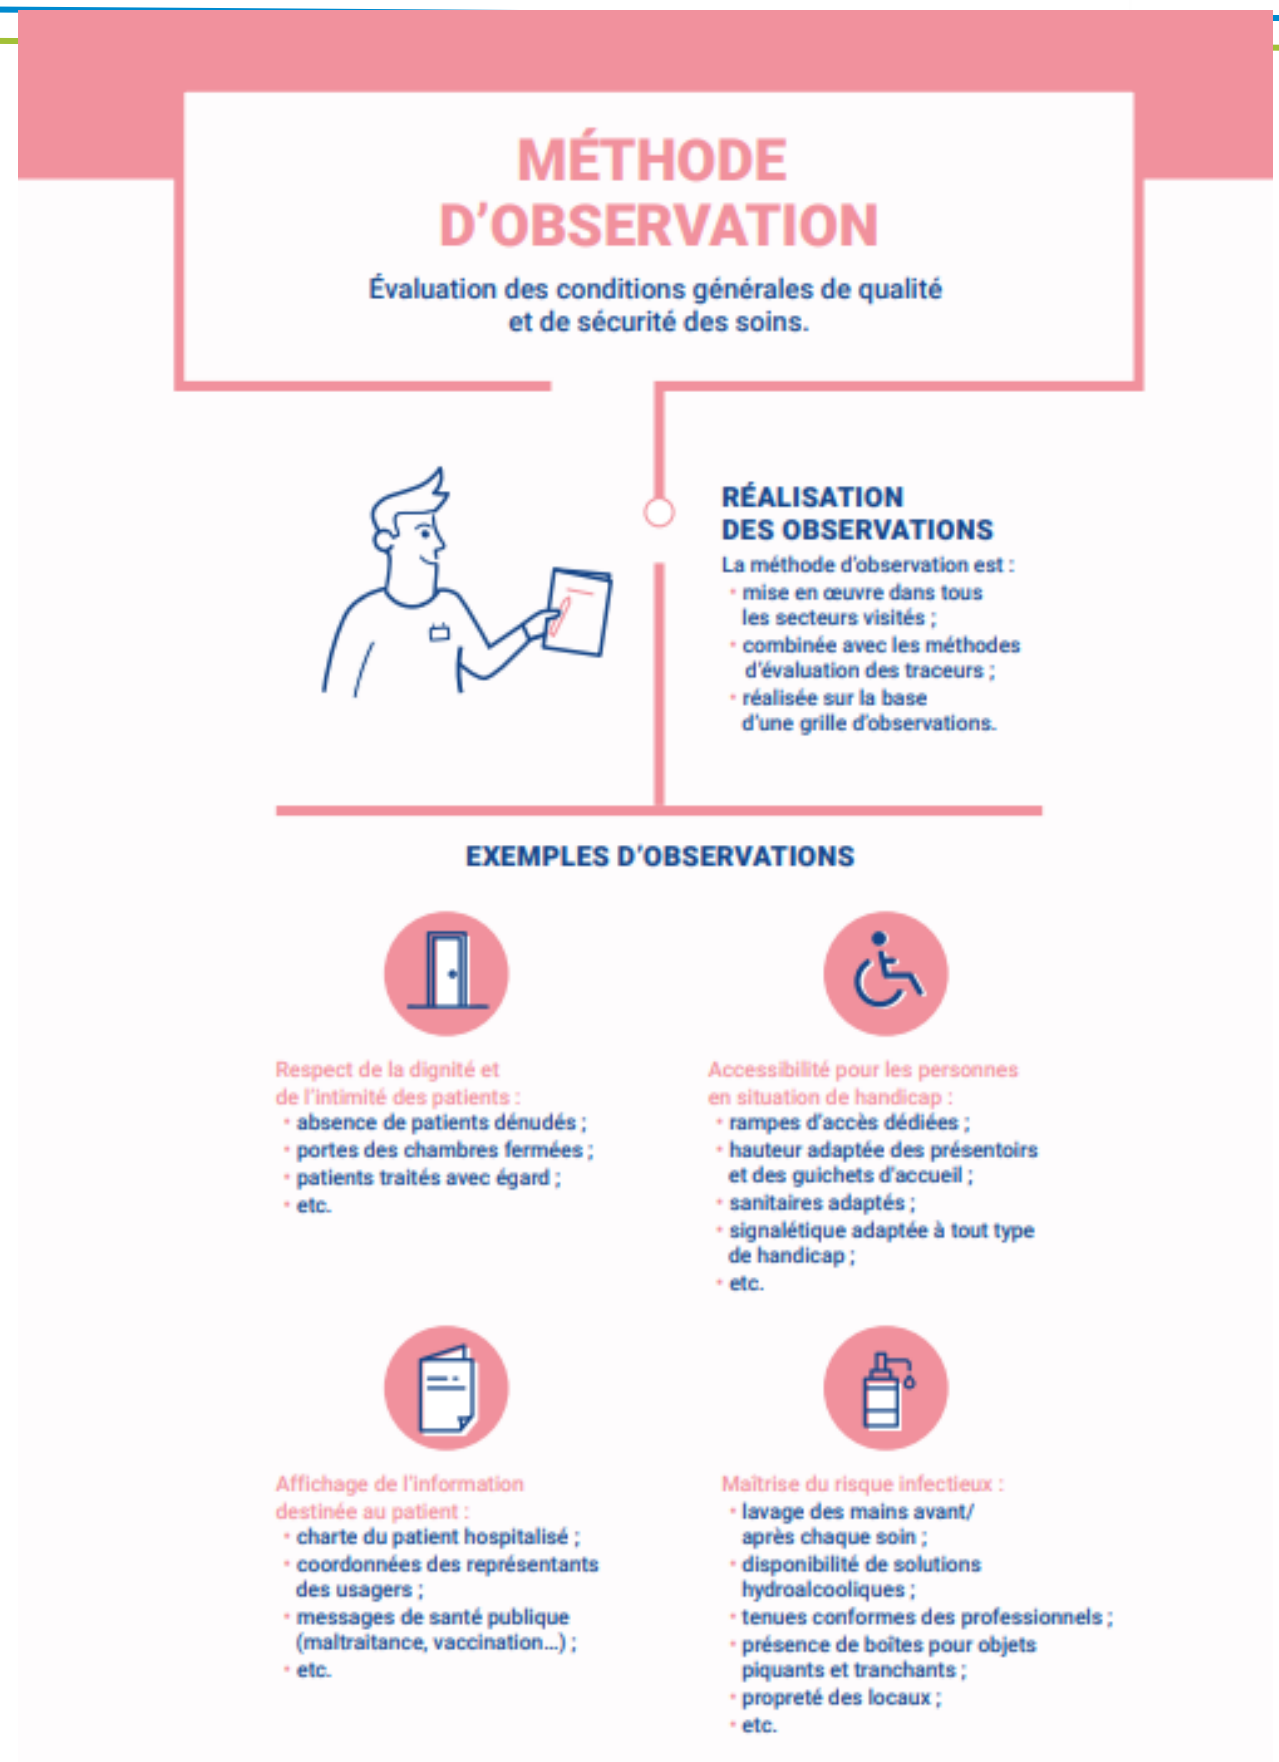 MÉTHODE
D'OBSERVATION
Évaluation des conditions générales de qualité
et de sécurité des soins.
RÉALISATION
DES OBSERVATIONS
La méthode d'observation est :
• mise en œuvre dans tous
les secteurs visités ;
• combinée avec les méthodes
d'évaluation des traceurs ;
• réalisée sur la base
d'une grille d'observations.
EXEMPLES D'OBSERVATIONS
Respect de la dignité et
de l'intimité des patients :
• absence de patients dénudés ;
• portes des chambres fermées ;
• patients traités avec égard ;
• etc.
Accessibilité pour les personnes
en situation de handicap :
• rampes d'accès dédiées ;
• hauteur adaptée des présentoirs
et des guichets d'accueil ;
• sanitaires adaptés ;
• signalétique adaptée à tout type
de handicap ;
• etc.
Affichage de l'information
destinée au patient :
• charte du patient hospitalisé ;
• coordonnées des représentants
des usagers ;
• messages de santé publique
(maltraitance, vaccination...) ;
• etc.
Maîtrise du risque infectieux :
• lavage des mains avant/
après chaque soin ;
• disponibilité de solutions
hydroalcooliques ;
• tenues conformes des professionnels ;
• présence de boîtes pour objets
piquants et tranchants ;
• propreté des locaux ;
• etc.